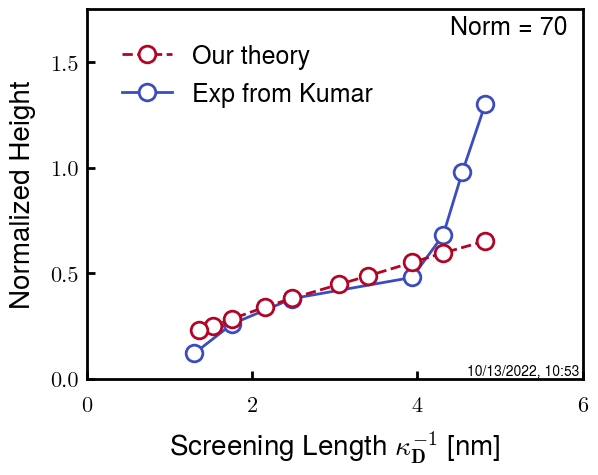 Norm = 70
Our theory
Exp from Kumar
Normalized Height
1.5
1.0
0.5
0.0
10/13/2022, 10:53
0 2 4 6
Screening Length κ_D^{-1} [nm]